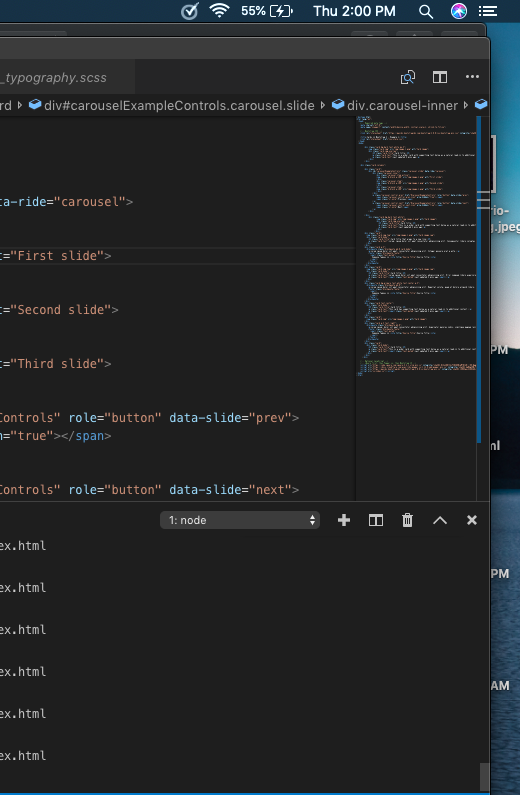 55% Thu 2:00 PM
_typography.scss
rd div#carouselExampleControls.carousel.slide div.carousel-inner
ta-ride="carousel">
t="First slide">
t="Second slide">
t="Third slide">
Controls" role="button" data-slide="prev">
n="true"></span>
Controls" role="button" data-slide="next">
rio-
g.jpeg
PM
ml
PM
AM
1: node
ex.html
ex.html
ex.html
ex.html
ex.html
ex.html